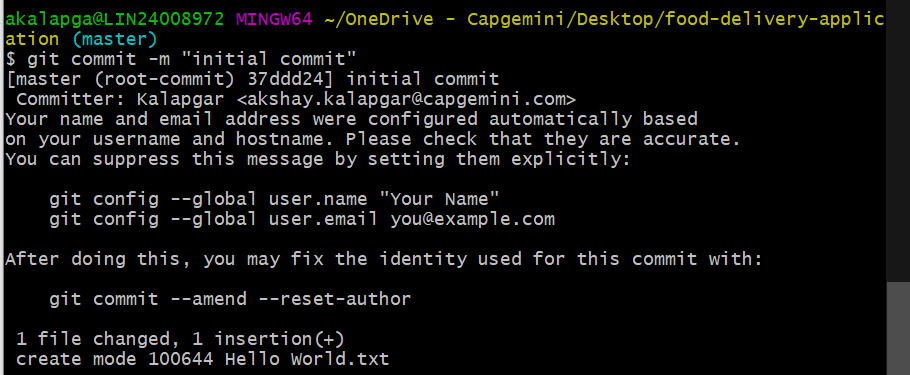 akalapga@LIN24008972 MINGW64 ~/OneDrive - Capgemini/Desktop/food-delivery-applic
ation (master)
$ git commit -m "initial commit"
[master (root-commit) 37ddd24] initial commit
 Committer: Kalapgar <akshay.kalapgar@capgemini.com>
Your name and email address were configured automatically based
on your username and hostname. Please check that they are accurate.
You can suppress this message by setting them explicitly:

    git config --global user.name "Your Name"
    git config --global user.email you@example.com

After doing this, you may fix the identity used for this commit with:

    git commit --amend --reset-author

 1 file changed, 1 insertion(+)
 create mode 100644 Hello World.txt